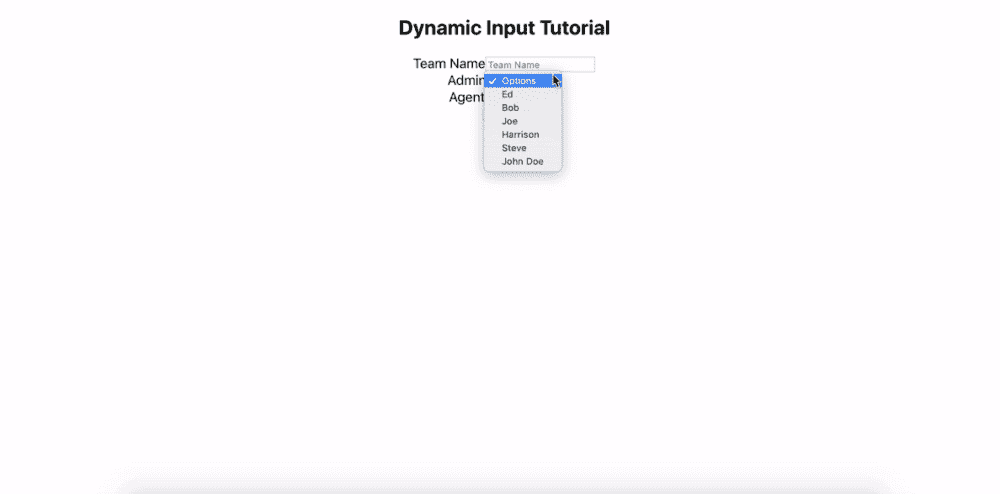 Dynamic Input Tutorial
Team Name Team Name
Admin ✓ Options
Agent Ed
Bob
Joe
Harrison
Steve
John Doe